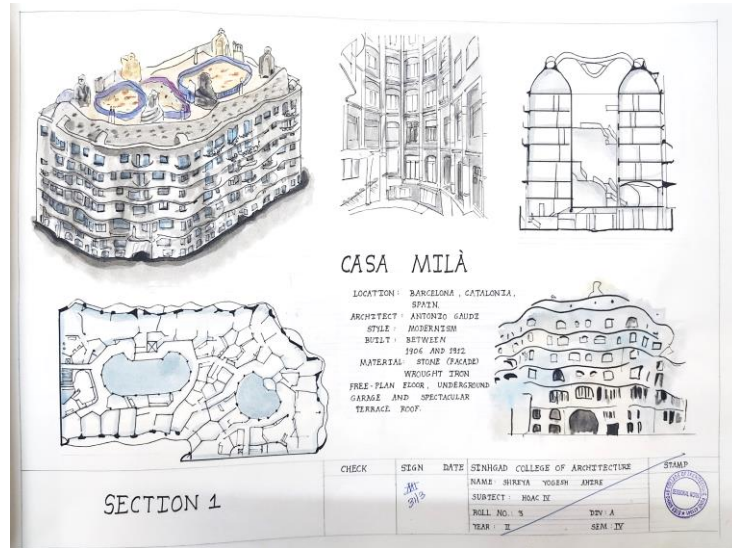 CASA MILÀ
LOCATION : BARCELONA , CATALONIA,
SPAIN.
ARCHITECT : ANTONIO GAUDI
STYLE : MODERNISM
BUILT : BETWEEN
1906 AND 1912
MATERIAL: STONE (FACADE)
WROUGHT IRON
FREE-PLAN FLOOR, UNDERGROUND
GARAGE AND SPECTACULAR
TERRACE ROOF.
SECTION 1
CHECK
SIGN DATE
31/3
SINHGAD COLLEGE OF ARCHITECTURE
NAME: SHREYA YOGESH AHIRE
SUBJECT : HOAC IV
ROLL NO. : 3 DIV : A
YEAR : II SEM : IV
STAMP